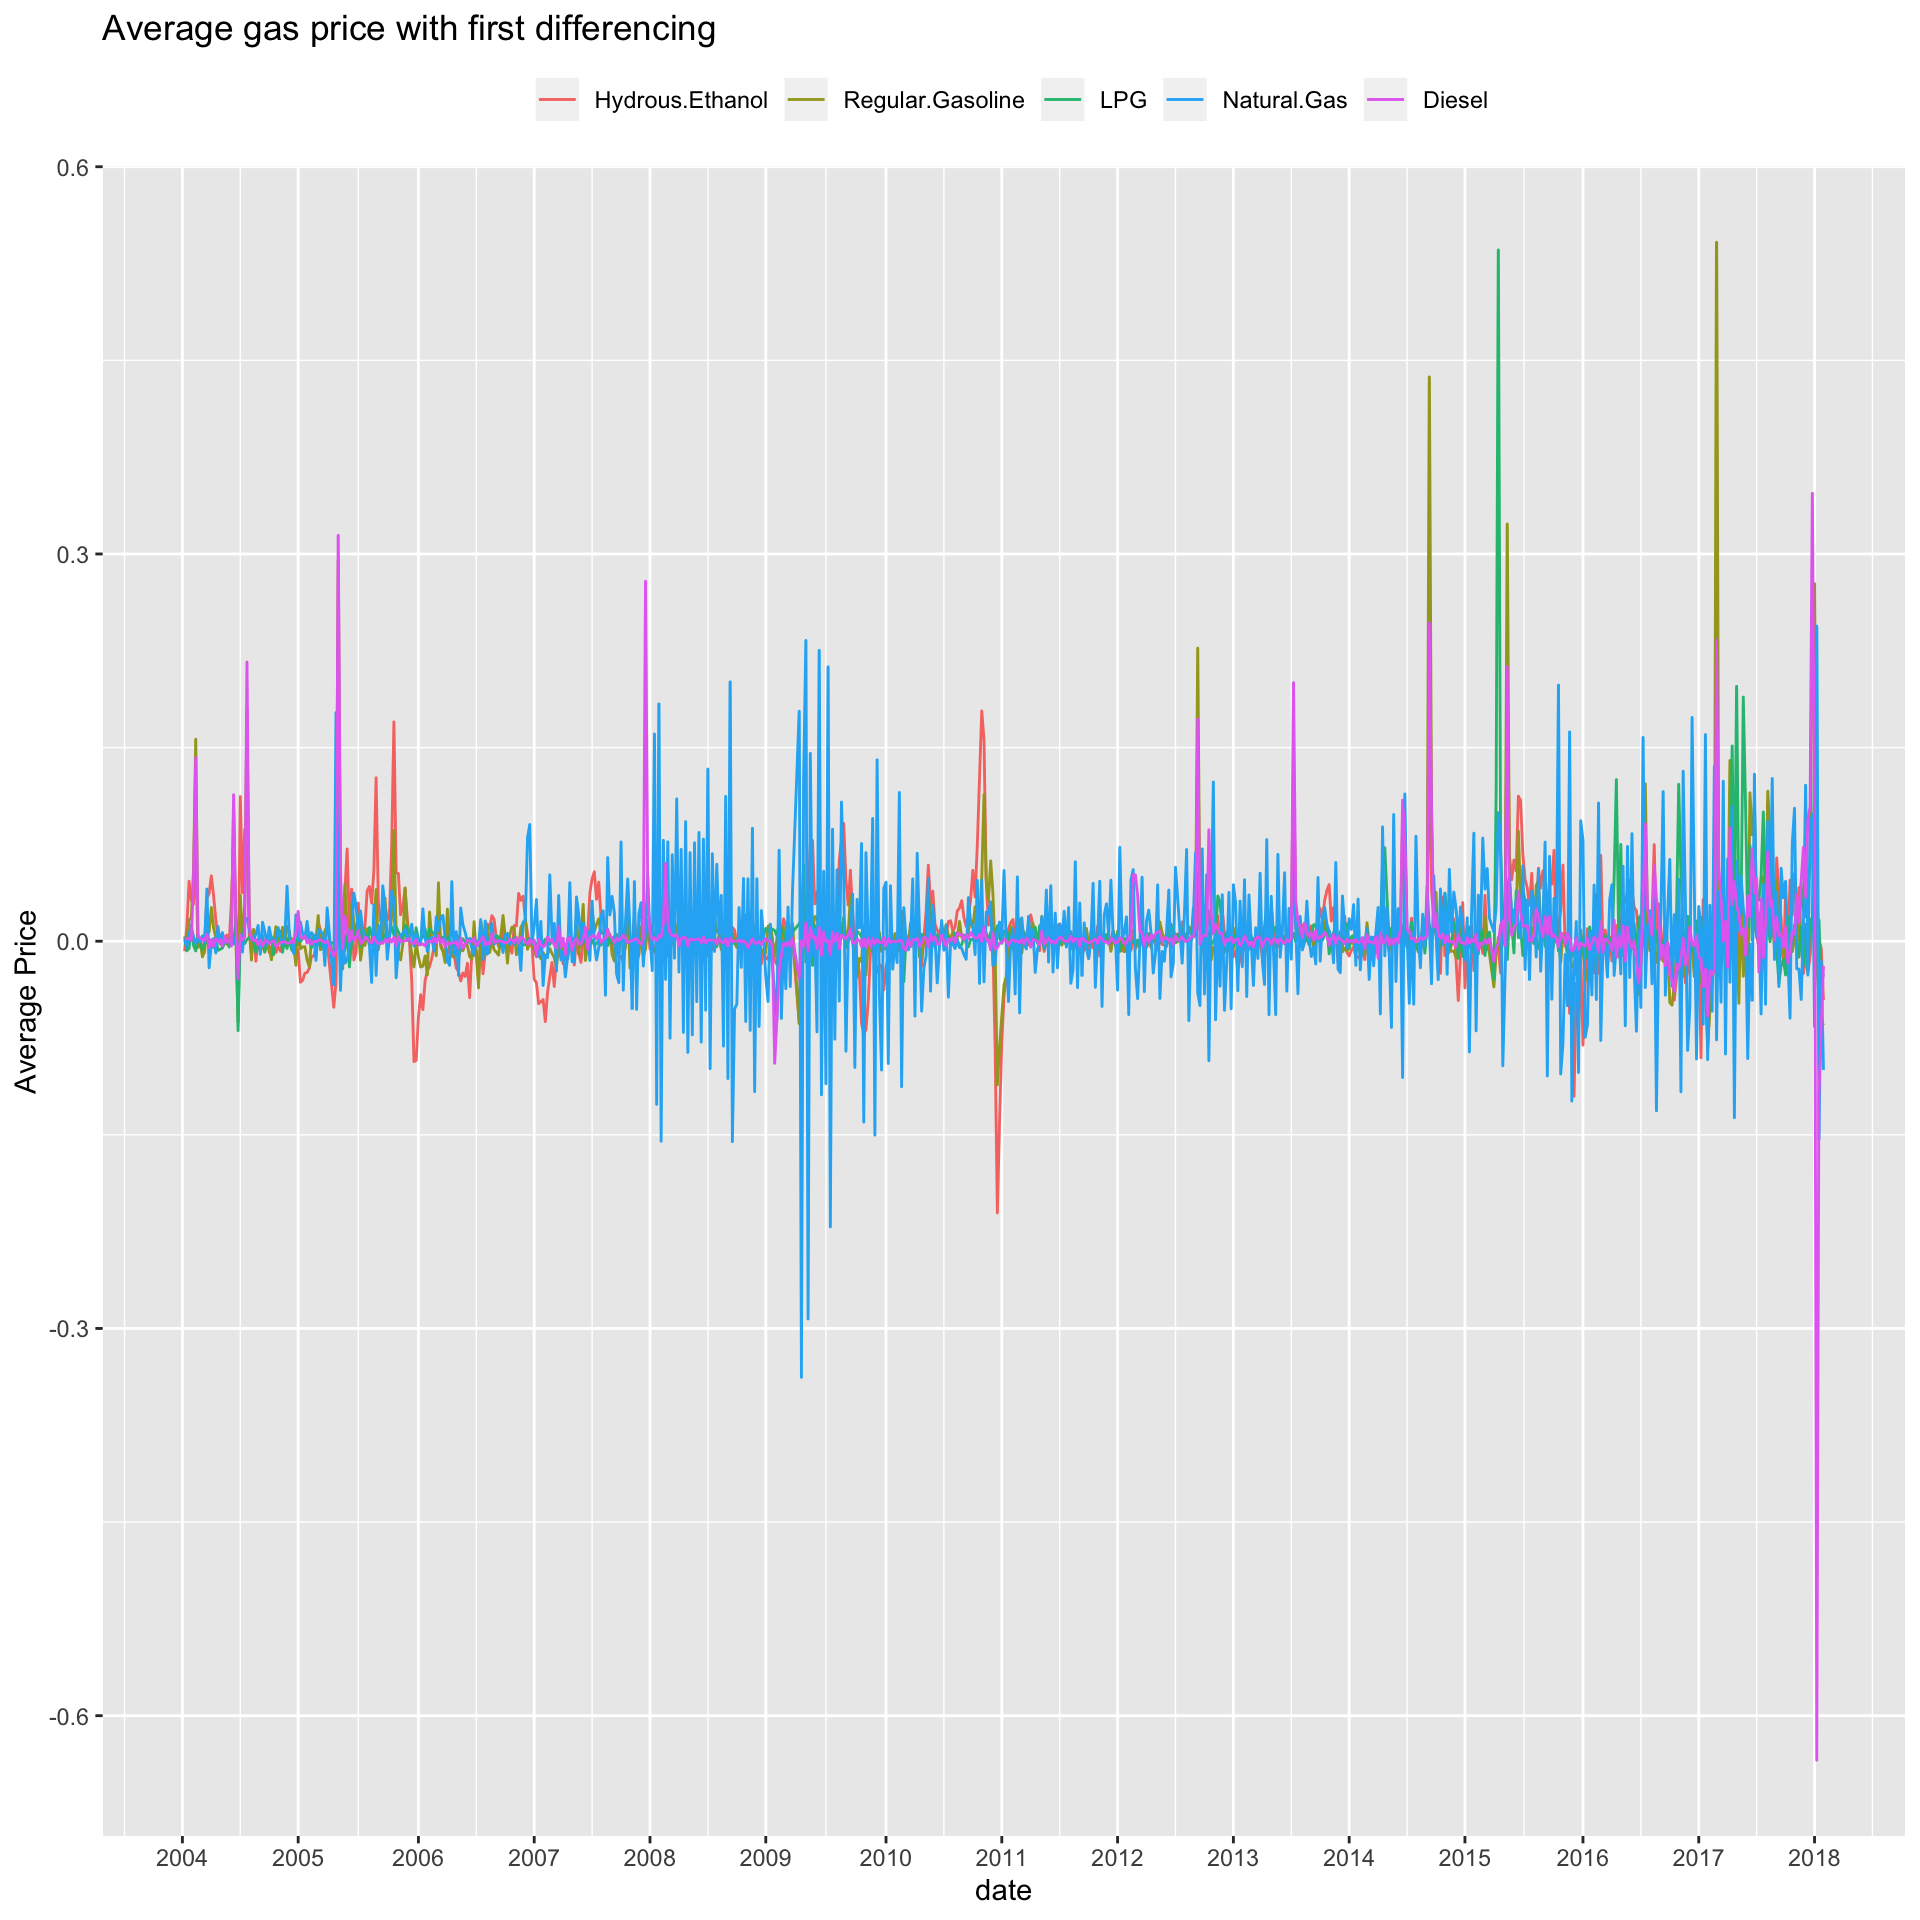 Average gas price with first differencing
Hydrous.Ethanol Regular.Gasoline LPG Natural.Gas Diesel
0.6
0.3
0.0
-0.3
-0.6
Average Price
2004 2005 2006 2007 2008 2009 2010 2011 2012 2013 2014 2015 2016 2017 2018
date